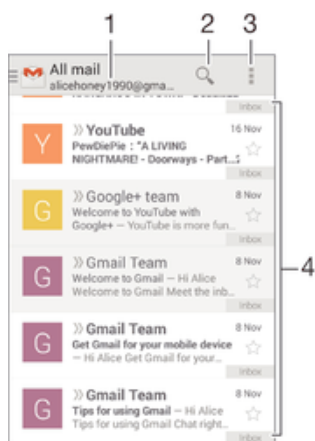 1
2
3
All mail
alicehoney1990@gma...
Inbox
4
Y
YouTube
16 Nov
PewDiePie : "A LIVING
NIGHTMARE! - Doorways - Part...
Inbox
G
Google+ team
8 Nov
Welcome to YouTube with
Google+ – YouTube is more fun...
Inbox
G
Gmail Team
8 Nov
Welcome to Gmail – Hi Alice
Welcome to Gmail Meet the inb...
Inbox
G
Gmail Team
8 Nov
Get Gmail for your mobile device
– Hi Alice Get Gmail for your...
Inbox
G
Gmail Team
8 Nov
Tips for using Gmail – Hi Alice
Tips for using Gmail Chat right...
Inbox